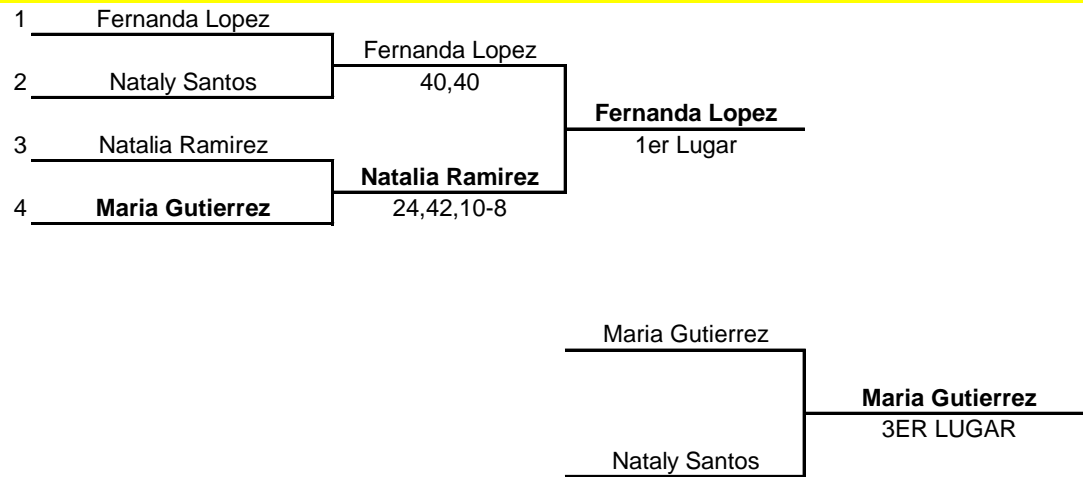 1 Fernanda Lopez
Fernanda Lopez
2 Nataly Santos 40,40
Fernanda Lopez
3 Natalia Ramirez 1er Lugar
Natalia Ramirez
4 Maria Gutierrez 24,42,10-8
Maria Gutierrez
Maria Gutierrez
3ER LUGAR
Nataly Santos